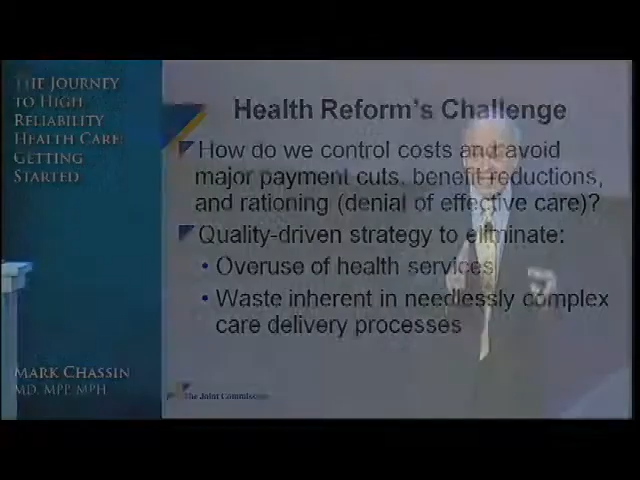 THE JOURNEY
TO HIGH
RELIABILITY
HEALTH CARE:
GETTING
STARTED
MARK CHASSIN
MD, MPP, MPH
Health Reform's Challenge
How do we control costs and avoid
major payment cuts, benefit reductions,
and rationing (denial of effective care)?
Quality-driven strategy to eliminate:
• Overuse of health services
• Waste inherent in needlessly complex
care delivery processes
The Joint Commission